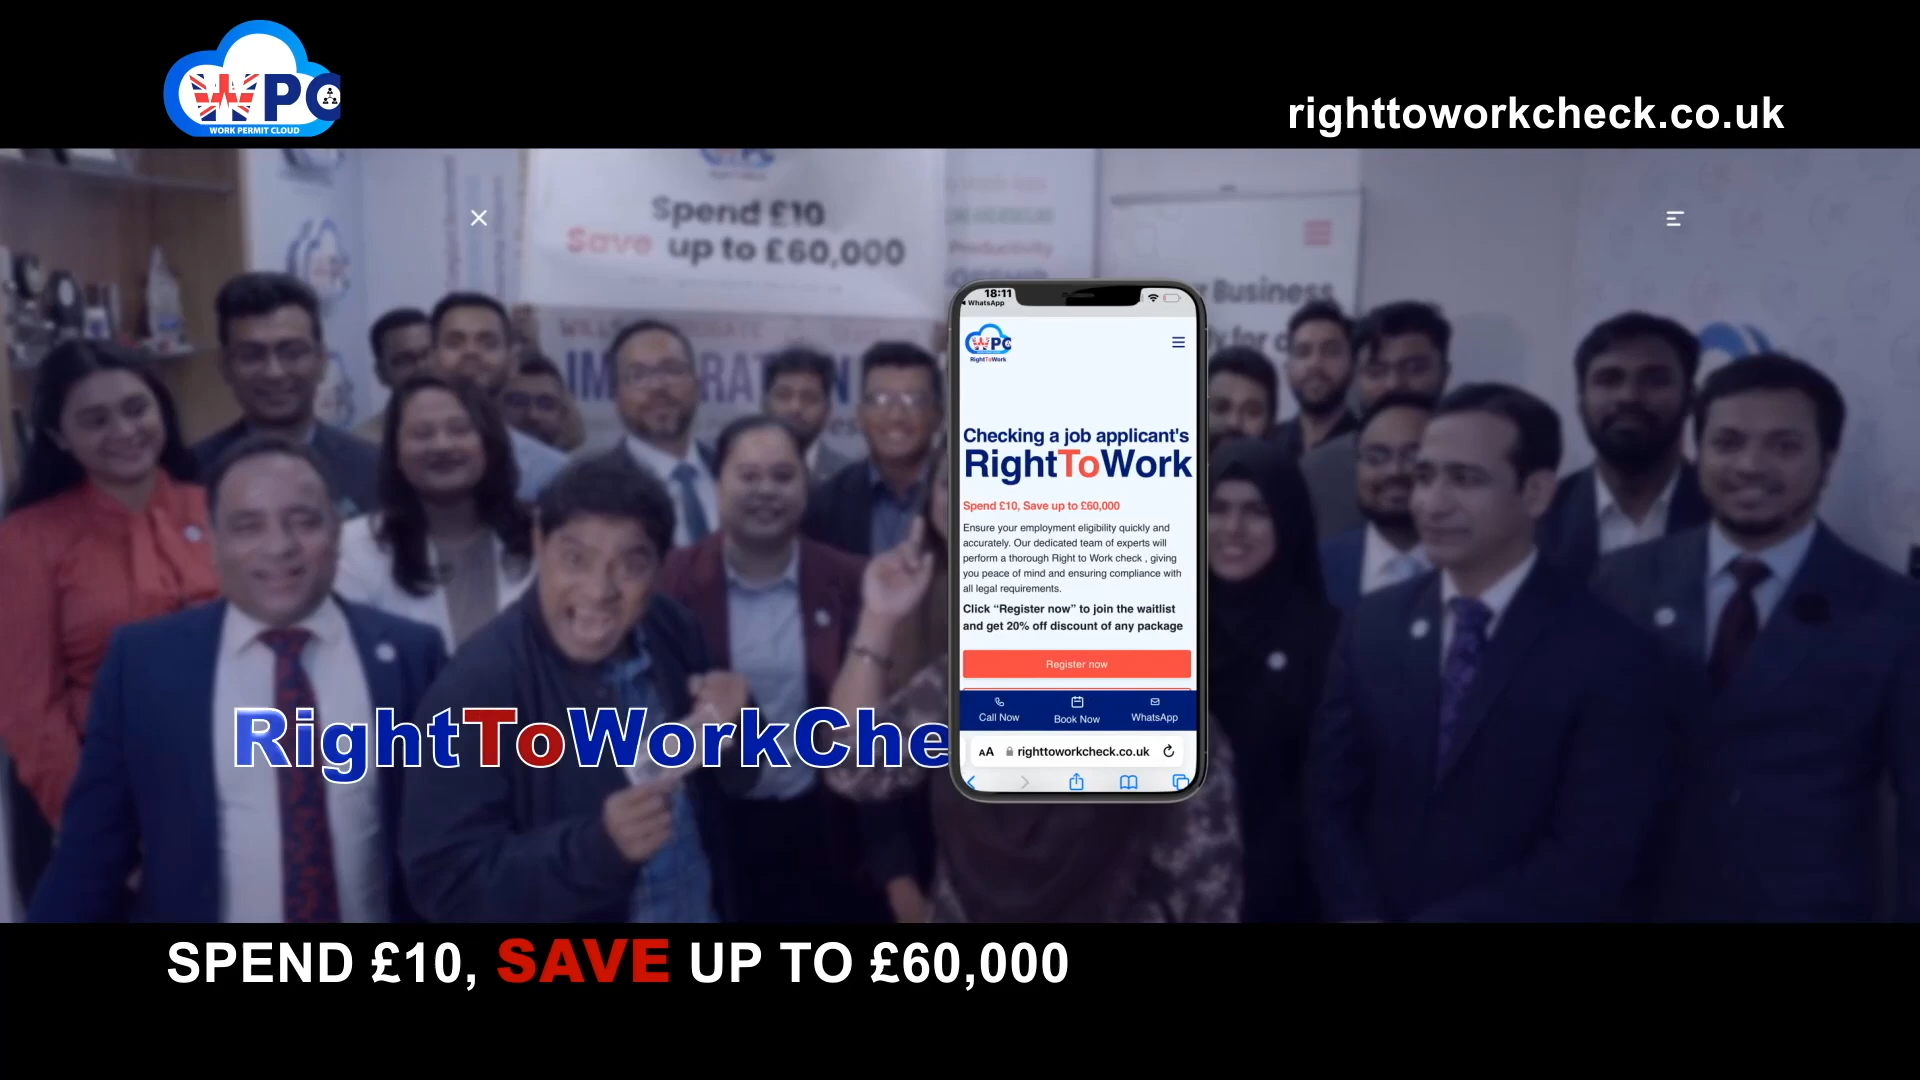 WPC
WORK PERMIT CLOUD
righttoworkcheck.co.uk
Spend £10
Save up to £60,000
Productivity
Business
18:11
WhatsApp
WPC
RightToWork
Checking a job applicant's
RightToWork
Spend £10, Save up to £60,000
Ensure your employment eligibility quickly and
accurately. Our dedicated team of experts will
perform a thorough Right to Work check , giving
you peace of mind and ensuring compliance with
all legal requirements.
Click “Register now” to join the waitlist
and get 20% off discount of any package
Register now
Call Now
Book Now
WhatsApp
AA righttoworkcheck.co.uk
RightToWorkChe
SPEND £10, SAVE UP TO £60,000